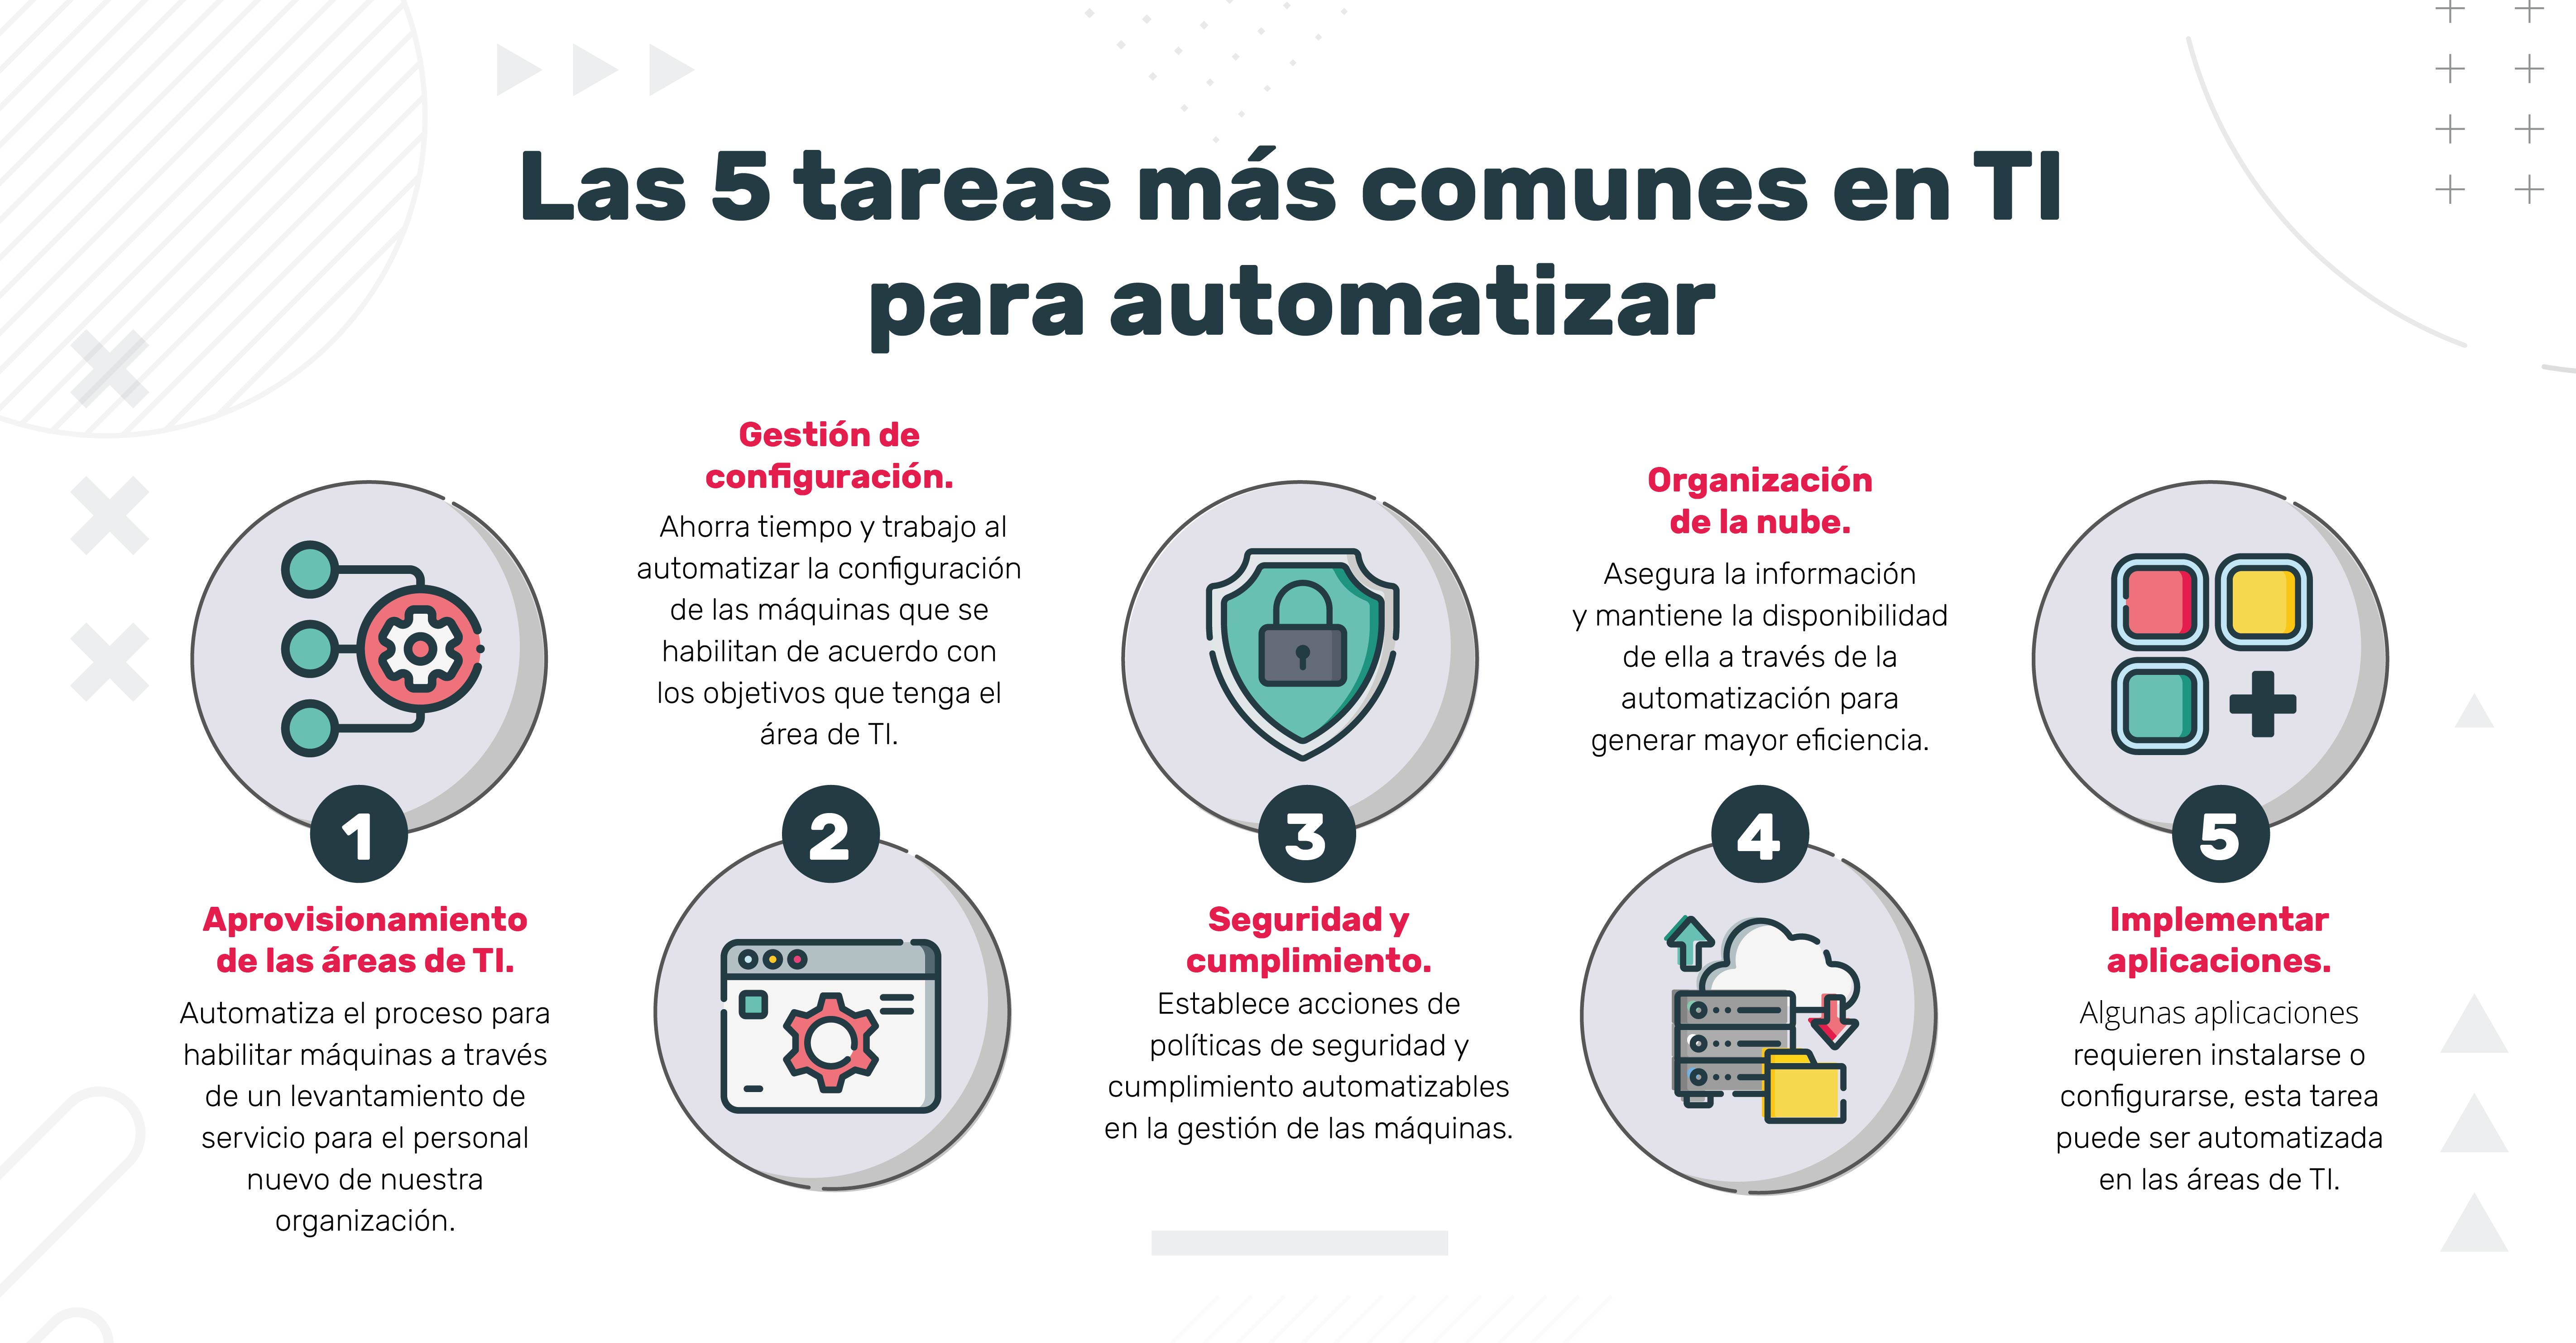 Las 5 tareas más comunes en TI
para automatizar
1
Aprovisionamiento
de las áreas de TI.
Automatiza el proceso para
habilitar máquinas a través
de un levantamiento de
servicio para el personal
nuevo de nuestra
organización.
Gestión de
configuración.
Ahorra tiempo y trabajo al
automatizar la configuración
de las máquinas que se
habilitan de acuerdo con
los objetivos que tenga el
área de TI.
2
3
Seguridad y
cumplimiento.
Establece acciones de
políticas de seguridad y
cumplimiento automatizables
en la gestión de las máquinas.
Organización
de la nube.
Asegura la información
y mantiene la disponibilidad
de ella a través de la
automatización para
generar mayor eficiencia.
4
5
Implementar
aplicaciones.
Algunas aplicaciones
requieren instalarse o
configurarse, esta tarea
puede ser automatizada
en las áreas de TI.